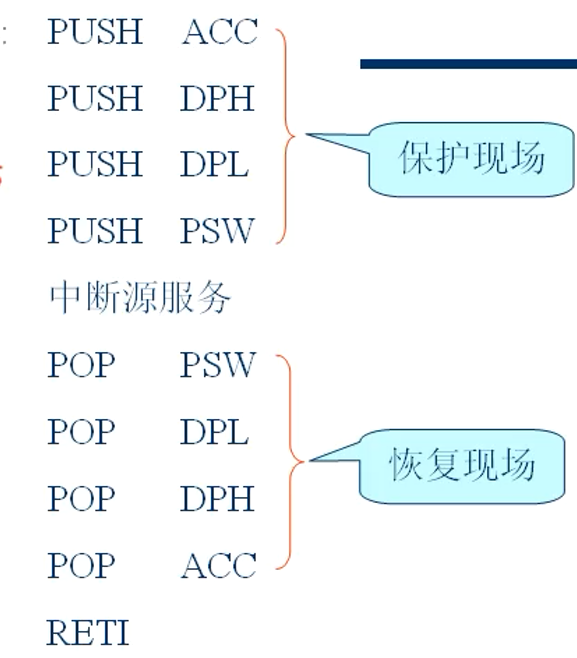 : PUSH ACC
PUSH DPH
保护现场
PUSH DPL
PUSH PSW
中断源服务
POP PSW
POP DPL
恢复现场
POP DPH
POP ACC
RETI